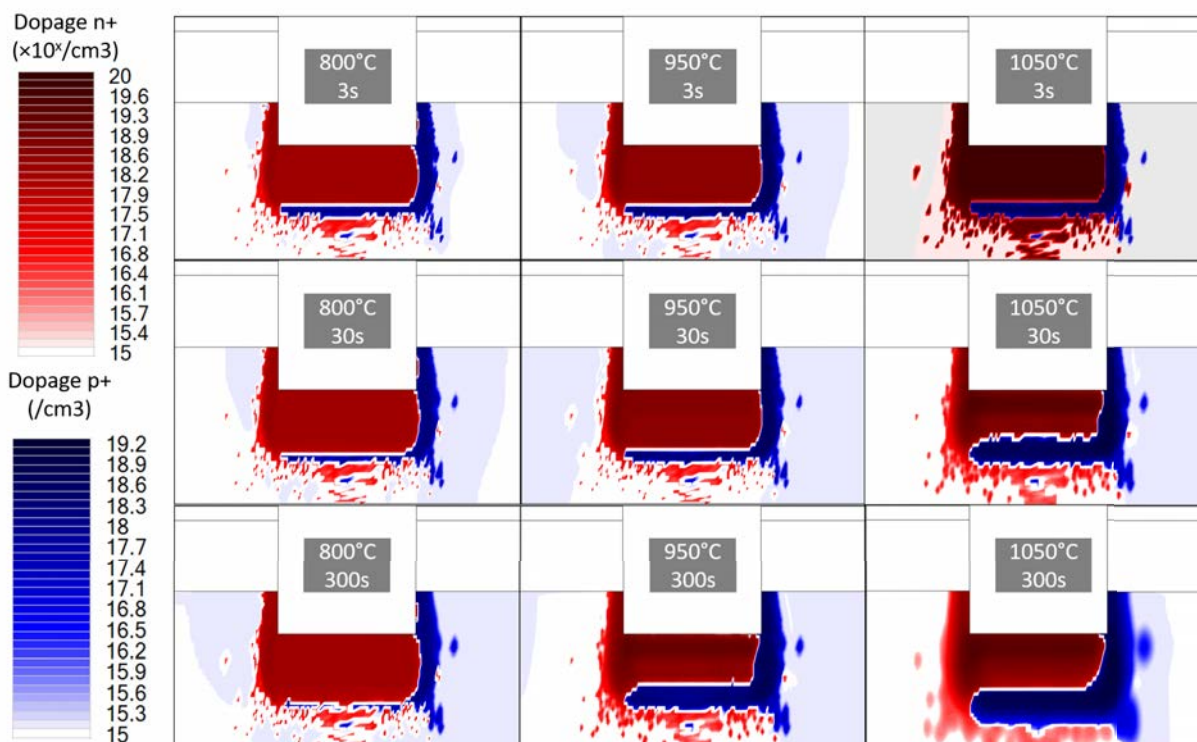 Dopage n+
(×10ˣ/cm3)
20
19.6
19.3
18.9
18.6
18.2
17.9
17.5
17.1
16.8
16.4
16.1
15.7
15.4
15
Dopage p+
(/cm3)
19.2
18.9
18.6
18.3
18
17.7
17.4
17.1
16.8
16.5
16.2
15.9
15.6
15.3
15
800°C
3s
950°C
3s
1050°C
3s
800°C
30s
950°C
30s
1050°C
30s
800°C
300s
950°C
300s
1050°C
300s